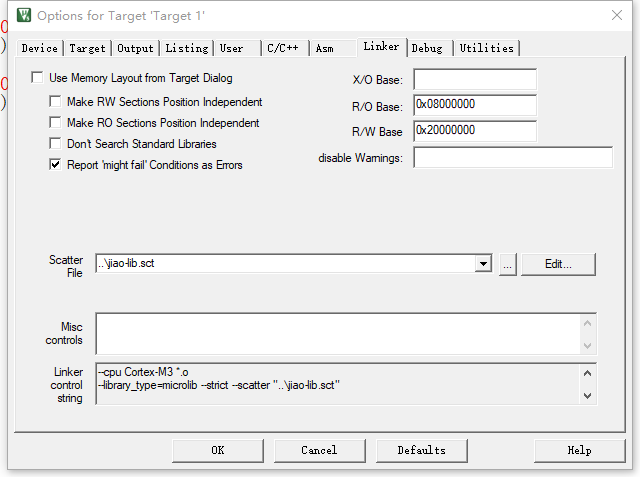 Options for Target 'Target 1'
Device Target Output Listing User C/C++ Asm Linker Debug Utilities
Use Memory Layout from Target Dialog
Make RW Sections Position Independent
Make RO Sections Position Independent
Don't Search Standard Libraries
Report 'might fail' Conditions as Errors
X/O Base:
R/O Base: 0x08000000
R/W Base 0x20000000
disable Warnings:
Scatter
File
..\jiao-lib.sct
...
Edit...
Misc
controls
Linker
control
string
--cpu Cortex-M3 *.o
--library_type=microlib --strict --scatter "..\jiao-lib.sct"
OK Cancel Defaults Help